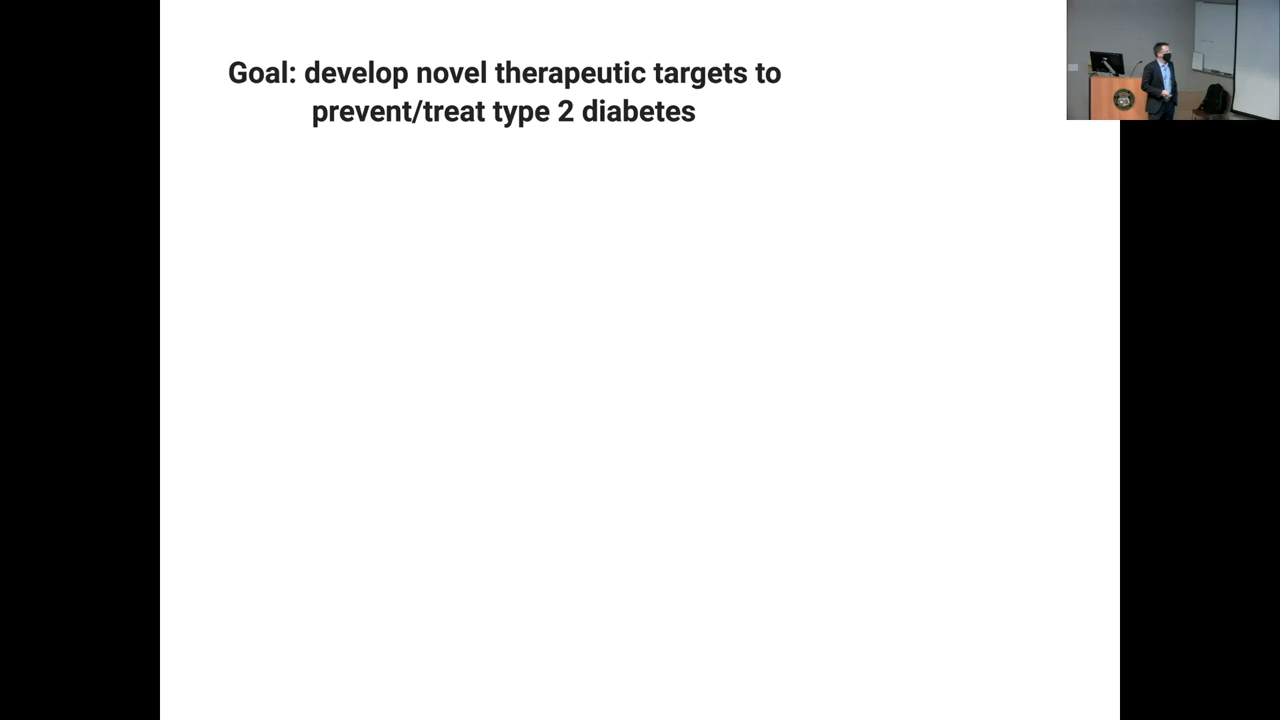 Goal: develop novel therapeutic targets to
prevent/treat type 2 diabetes